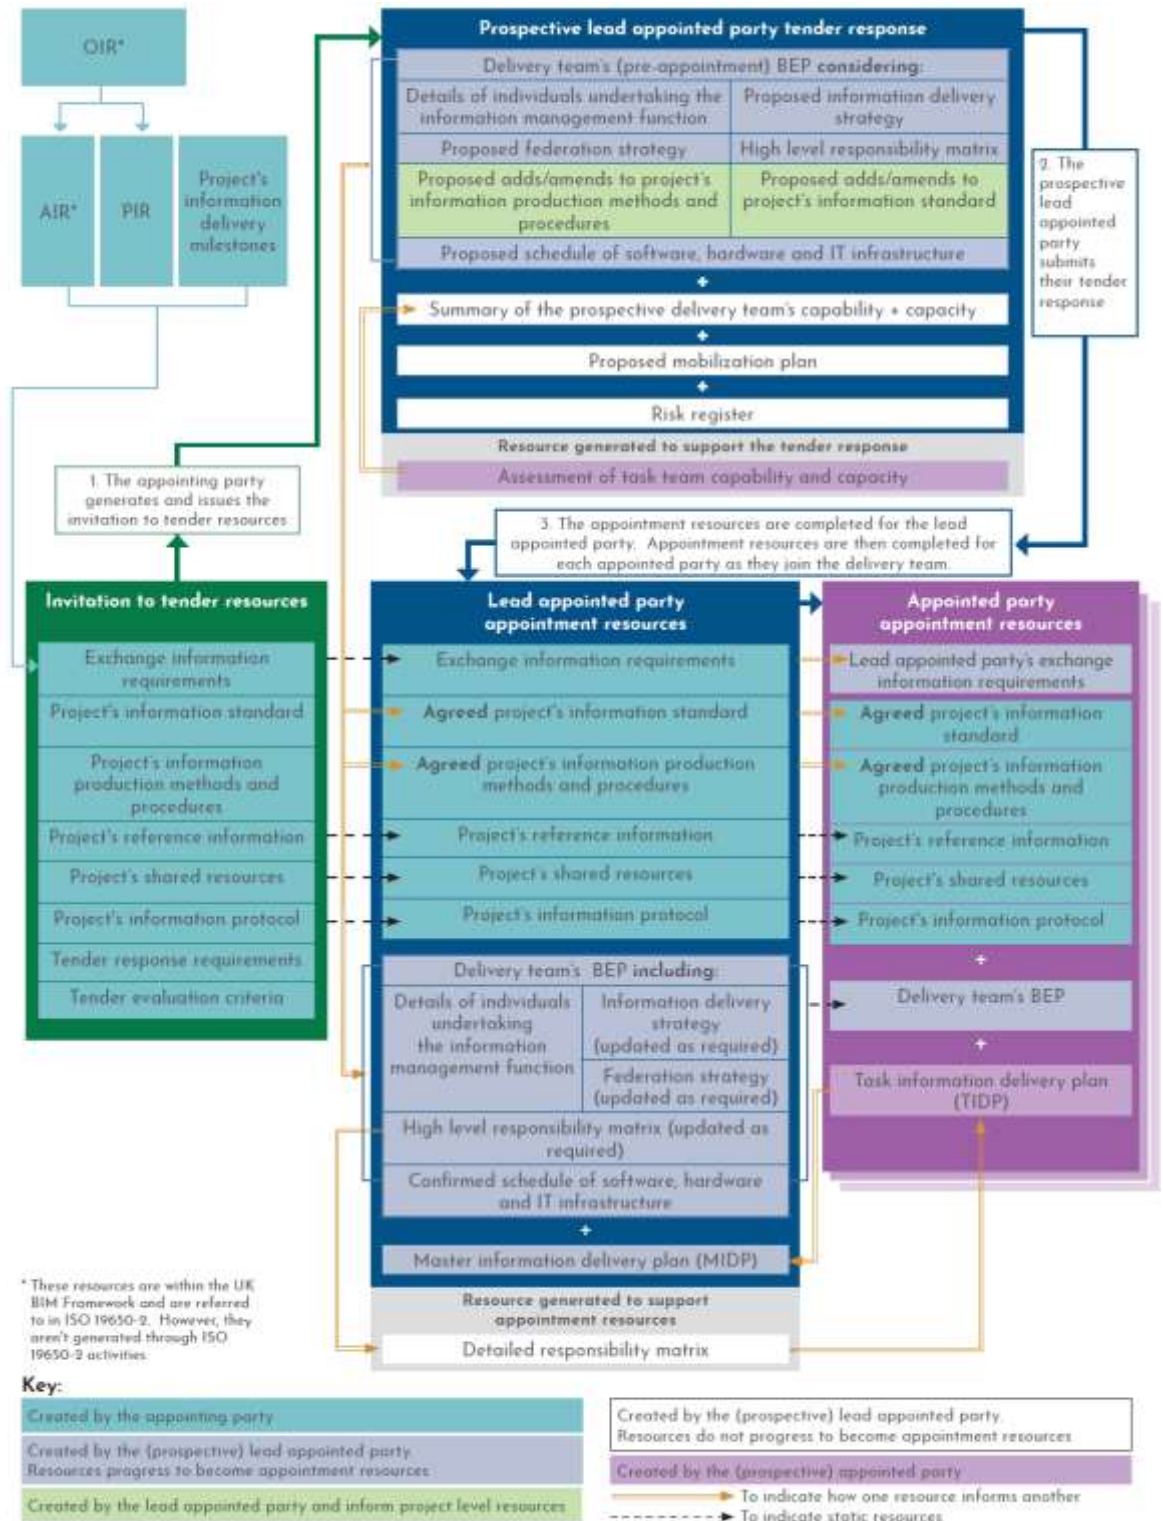 OIR*
AIR*
PIR
Project's
information
delivery
milestones
Prospective lead appointed party tender response
Delivery team's (pre-appointment) BEP considering:
Details of individuals undertaking the
information management function
Proposed information delivery
strategy
Proposed federation strategy
High level responsibility matrix
Proposed adds/amends to project's
information production methods and
procedures
Proposed adds/amends to
project's information standard
Proposed schedule of software, hardware and IT infrastructure
+
Summary of the prospective delivery team's capability + capacity
+
Proposed mobilization plan
+
Risk register
Resource generated to support the tender response
Assessment of task team capability and capacity
2. The
prospective
lead
appointed
party
submits
their tender
response
1. The appointing party
generates and issues the
invitation to tender resources
3. The appointment resources are completed for the lead
appointed party. Appointment resources are then completed for
each appointed party as they join the delivery team.
Invitation to tender resources
Exchange information
requirements
Project's information standard
Project's information
production methods and
procedures
Project's reference information
Project's shared resources
Project's information protocol
Tender response requirements
Tender evaluation criteria
Lead appointed party
appointment resources
Exchange information requirements
Agreed project's information standard
Agreed project's information production
methods and procedures
Project's reference information
Project's shared resources
Project's information protocol
Delivery team's BEP including:
Details of individuals
undertaking
the information
management function
Information delivery
strategy
(updated as required)
Federation strategy
(updated as required)
High level responsibility matrix (updated as
required)
Confirmed schedule of software, hardware
and IT infrastructure
+
Master information delivery plan (MIDP)
Resource generated to support
appointment resources
Detailed responsibility matrix
Appointed party
appointment resources
Lead appointed party's exchange
information requirements
Agreed project's information
standard
Agreed project's information
production methods and
procedures
Project's reference information
Project's shared resources
Project's information protocol
+
Delivery team's BEP
+
Task information delivery plan
(TIDP)
* These resources are within the UK
BIM Framework and are referred
to in ISO 19650-2. However, they
aren't generated through ISO
19650-2 activities
Key:
Created by the appointing party
Created by the (prospective) lead appointed party.
Resources progress to become appointment resources
Created by the lead appointed party and inform project level resources
Created by the (prospective) lead appointed party.
Resources do not progress to become appointment resources
Created by the (prospective) appointed party
To indicate how one resource informs another
To indicate static resources